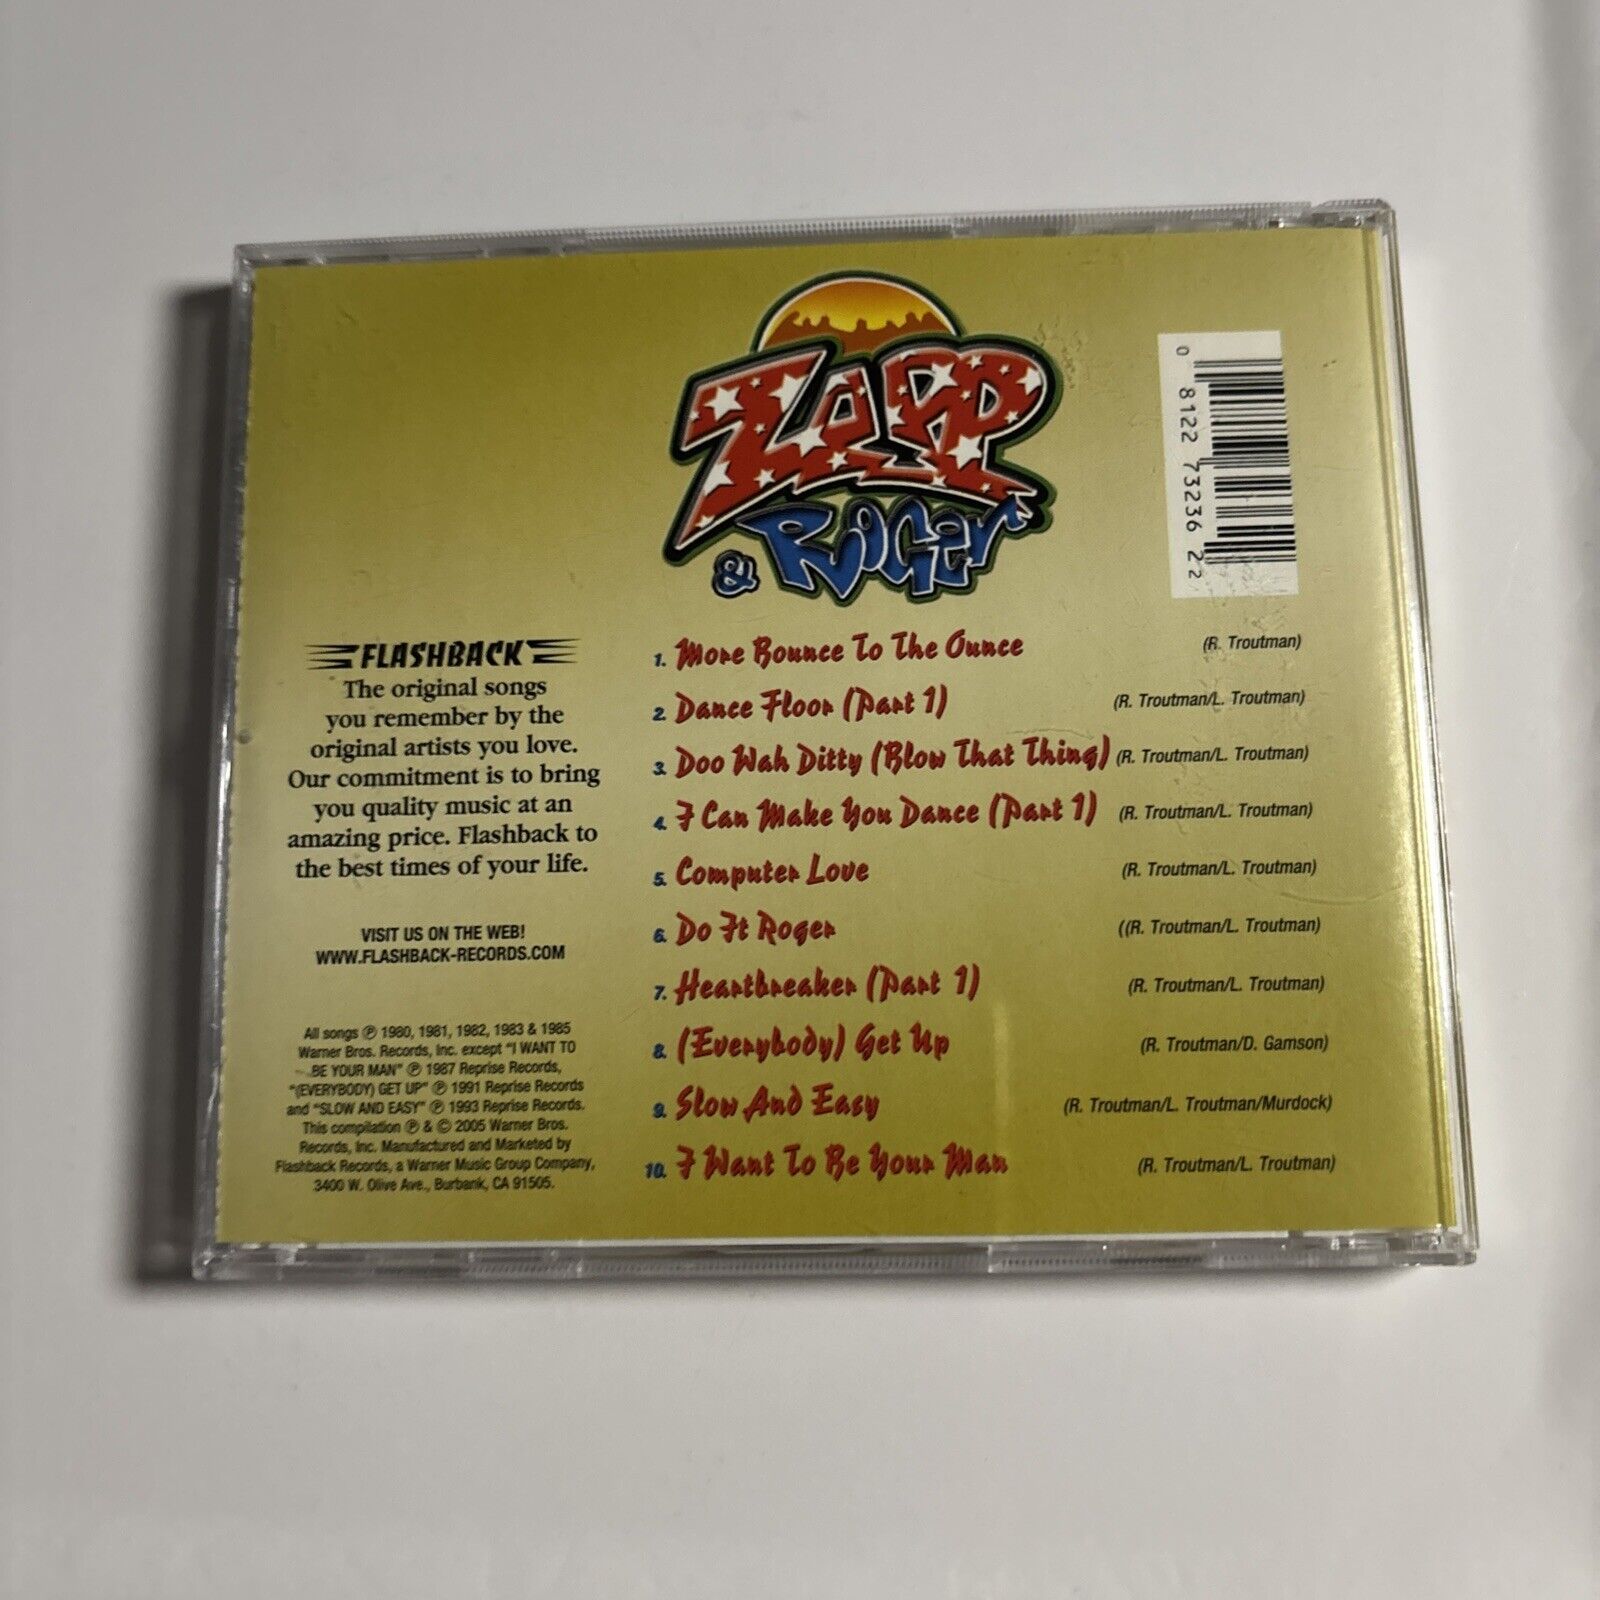 ZAPP
& ROGER
0 8122 73236 2 2
FLASHBACK
The original songs
you remember by the
original artists you love.
Our commitment is to bring
you quality music at an
amazing price. Flashback to
the best times of your life.
VISIT US ON THE WEB!
WWW.FLASHBACK-RECORDS.COM
All songs ℗ 1980, 1981, 1982, 1983 & 1985
Warner Bros. Records, Inc. except "I WANT TO
BE YOUR MAN" ℗ 1987 Reprise Records,
"(EVERYBODY) GET UP" ℗ 1991 Reprise Records
and "SLOW AND EASY" ℗ 1993 Reprise Records.
This compilation ℗ & © 2005 Warner Bros.
Records, Inc. Manufactured and Marketed by
Flashback Records, a Warner Music Group Company,
3400 W. Olive Ave., Burbank, CA 91505.
1. More Bounce To The Ounce (R. Troutman)
2. Dance Floor (Part 1) (R. Troutman/L. Troutman)
3. Doo Wah Ditty (Blow That Thing) (R. Troutman/L. Troutman)
4. I Can Make You Dance (Part 1) (R. Troutman/L. Troutman)
5. Computer Love (R. Troutman/L. Troutman)
6. Do It Roger ((R. Troutman/L. Troutman)
7. Heartbreaker (Part 1) (R. Troutman/L. Troutman)
8. (Everybody) Get Up (R. Troutman/D. Gamson)
9. Slow And Easy (R. Troutman/L. Troutman/Murdock)
10. I Want To Be Your Man (R. Troutman/L. Troutman)